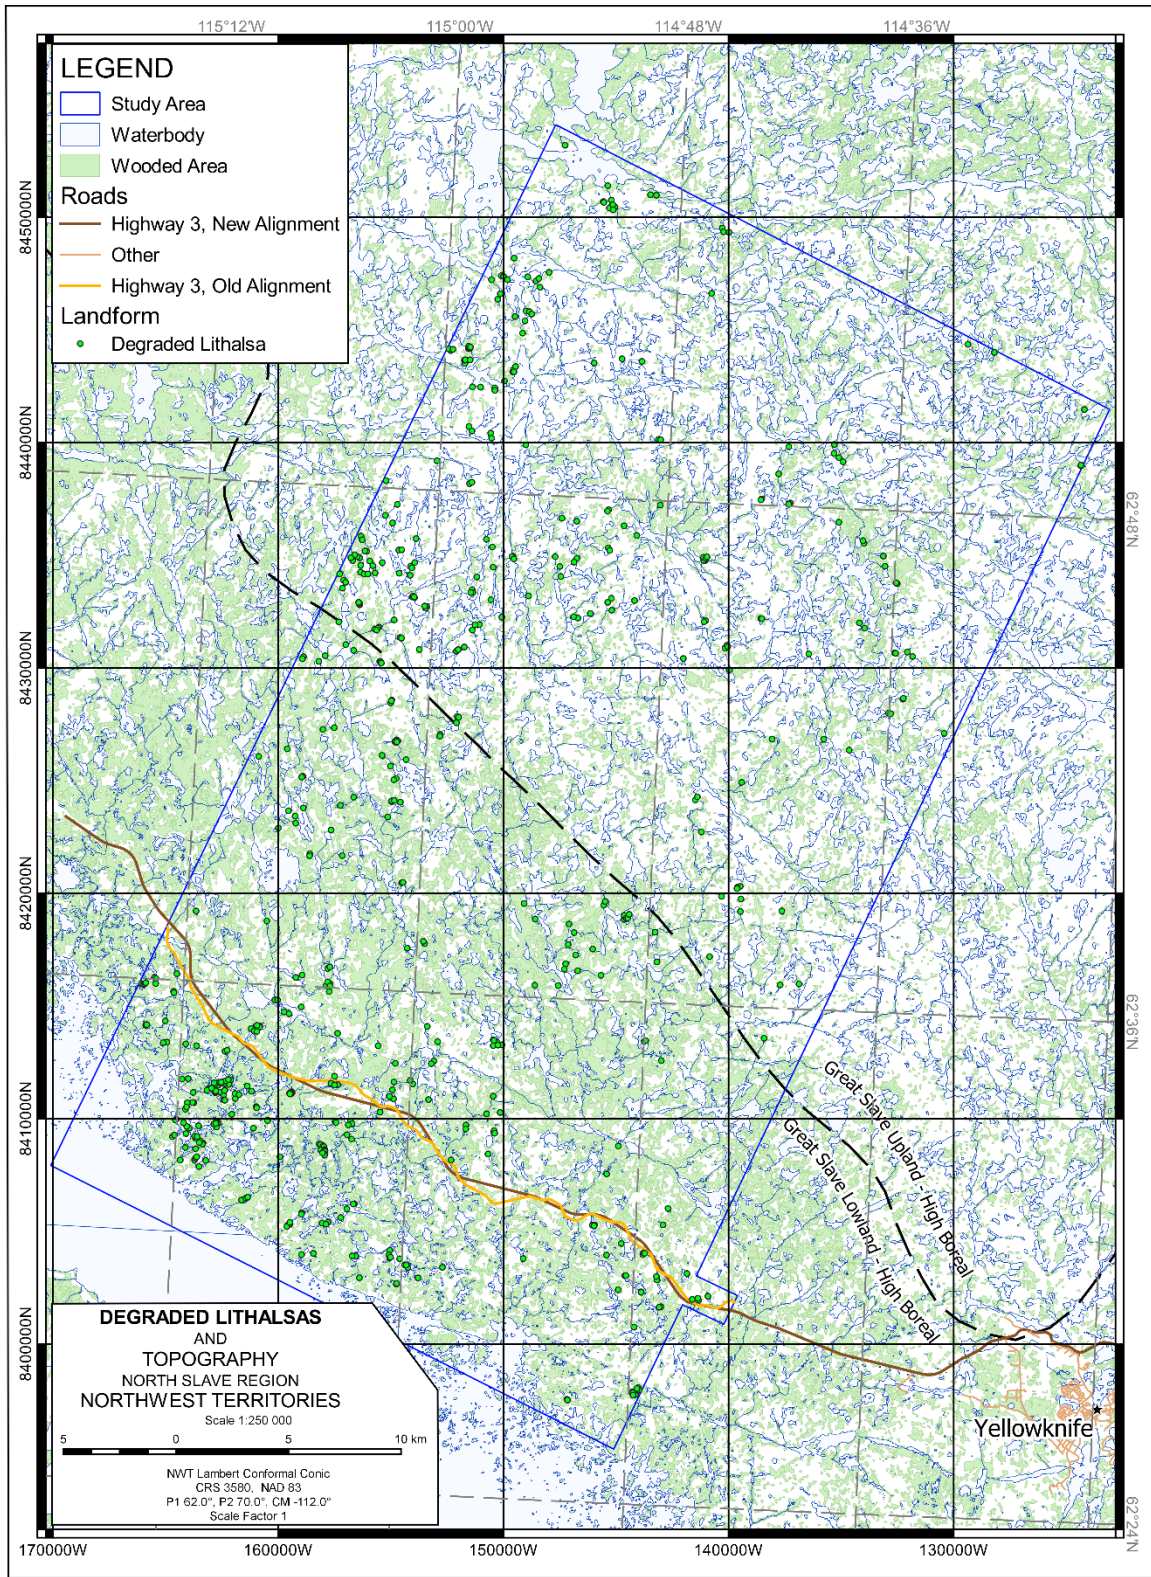 115°12'W
115°00'W
114°48'W
114°36'W
LEGEND
Study Area
Waterbody
Wooded Area
Roads
Highway 3, New Alignment
Other
Highway 3, Old Alignment
Landform
Degraded Lithalsa
8450000N
8440000N
8430000N
8420000N
8410000N
8400000N
62°48'N
62°36'N
62°24'N
Great Slave Upland - High Boreal
Great Slave Lowland - High Boreal
Yellowknife
DEGRADED LITHALSAS
AND
TOPOGRAPHY
NORTH SLAVE REGION
NORTHWEST TERRITORIES
Scale 1:250 000
5 0 5 10 km
NWT Lambert Conformal Conic
CRS 3580, NAD 83
P1 62.0°, P2 70.0°, CM -112.0°
Scale Factor 1
170000W
160000W
150000W
140000W
130000W